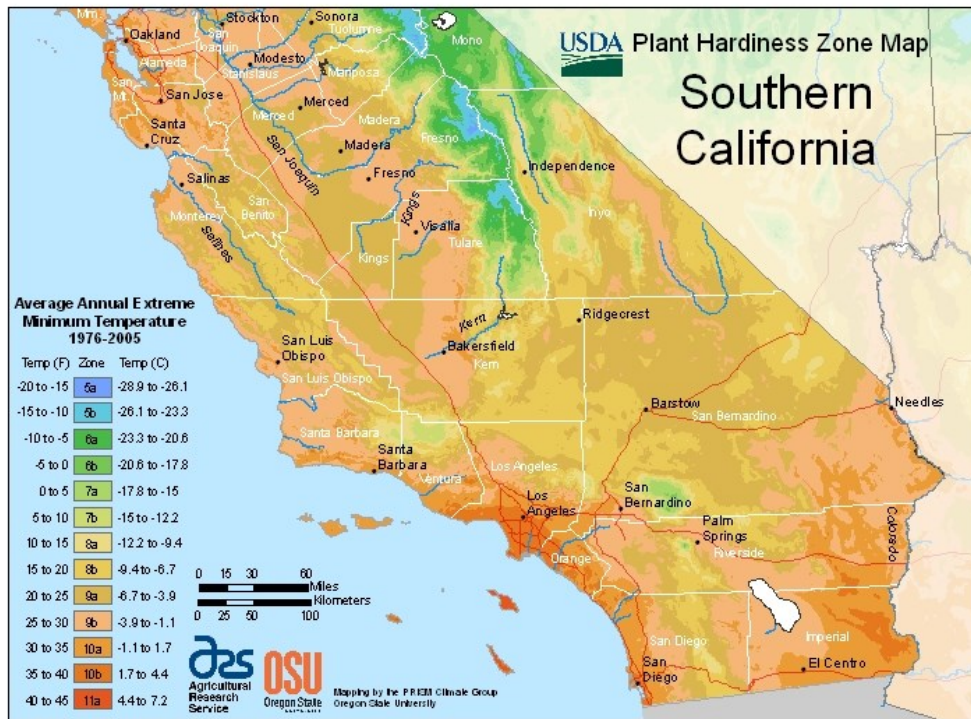 USDA Plant Hardiness Zone Map
Southern
California
Stockton
Sonora
Oakland
San
Joaquin
Tuolumne
Mono
Modesto
Alameda
Stanislaus
Mariposa
San
Mt.
San Jose
Merced
Merced
Madera
Fresno
Santa
Cruz
San Joaquin
Madera
Independence
Fresno
Salinas
San
Benito
Kings
Inyo
Monterey
Visalia
Tulare
Salinas
Kings
Average Annual Extreme
Minimum Temperature
1976-2005
Temp (F) Zone Temp (C)
-20 to -15 5a -28.9 to -26.1
-15 to -10 5b -26.1 to -23.3
-10 to -5 6a -23.3 to -20.6
-5 to 0 6b -20.6 to -17.8
0 to 5 7a -17.8 to -15
5 to 10 7b -15 to -12.2
10 to 15 8a -12.2 to -9.4
15 to 20 8b -9.4 to -6.7
20 to 25 9a -6.7 to -3.9
25 to 30 9b -3.9 to -1.1
30 to 35 10a -1.1 to 1.7
35 to 40 10b 1.7 to 4.4
40 to 45 11a 4.4 to 7.2
Kern
Ridgecrest
San Luis
Obispo
Bakersfield
Kern
San Luis Obispo
Barstow
San Bernardino
Needles
Santa Barbara
Santa
Barbara
Ventura
Los Angeles
Los
Angeles
San
Bernardino
Palm
Springs
Riverside
Colorado
Orange
0 15 30 60
Miles
Kilometers
0 25 50 100
San Diego
San
Diego
Imperial
El Centro
ars
Agricultural
Research
Service
OSU
Oregon State
Mapping by the PRISM Climate Group
Oregon State University